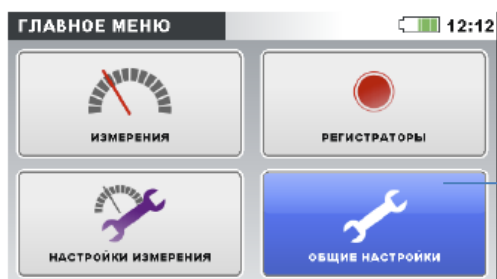 ГЛАВНОЕ МЕНЮ 12:12
ИЗМЕРЕНИЯ РЕГИСТРАТОРЫ
НАСТРОЙКИ ИЗМЕРЕНИЯ ОБЩИЕ НАСТРОЙКИ